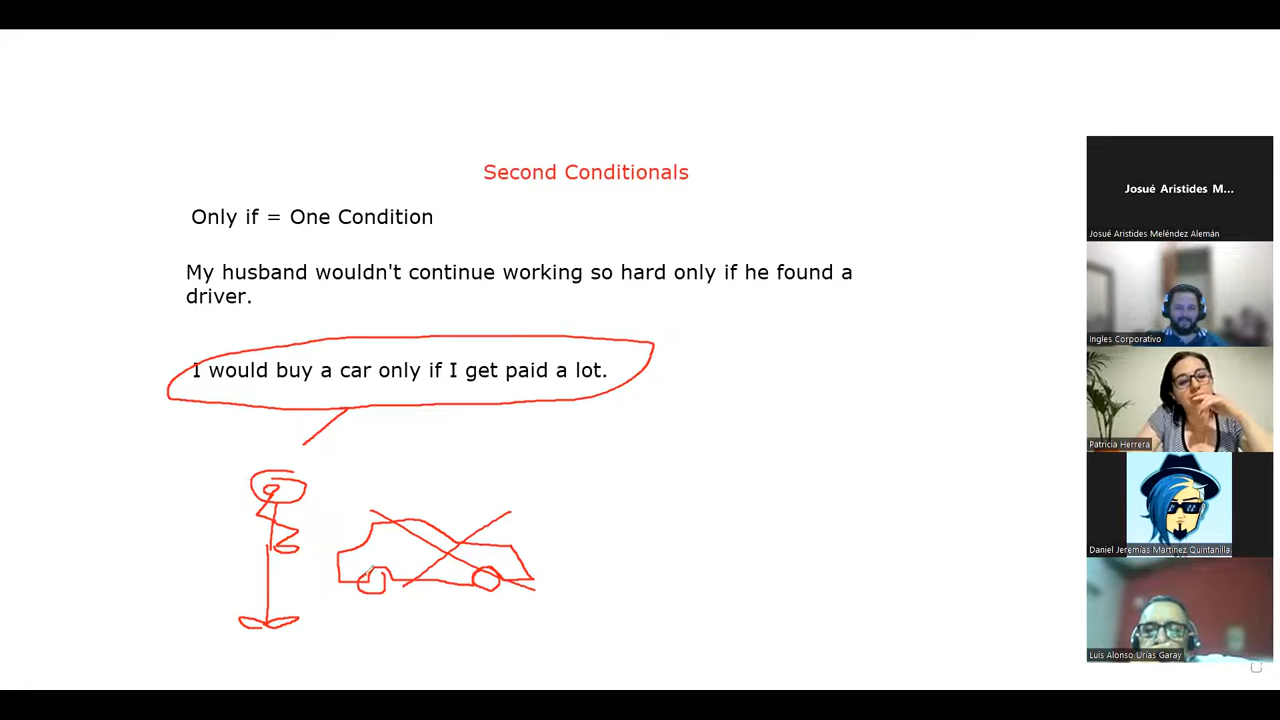 Second Conditionals
Only if = One Condition
My husband wouldn't continue working so hard only if he found a
driver.
I would buy a car only if I get paid a lot.
Josué Aristides M...
Josué Aristides Meléndez Alemán
Ingles Corporativo
Patricia Herrera
Daniel Jeremias Martinez Quintanilla
Luis Alonso Urias Garay